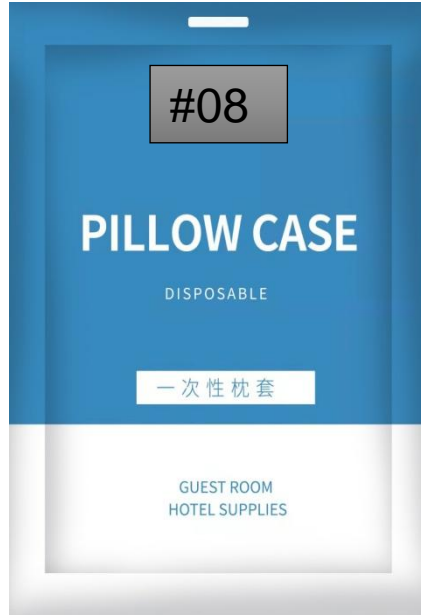 #08
PILLOW CASE
DISPOSABLE
一次性枕套
GUEST ROOM
HOTEL SUPPLIES